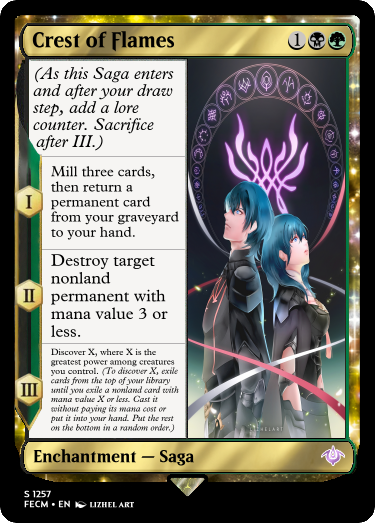 Crest of Flames 1
(As this Saga enters
and after your draw
step, add a lore
counter. Sacrifice
after III.)
I
Mill three cards,
then return a
permanent card
from your graveyard
to your hand.
II
Destroy target
nonland
permanent with
mana value 3 or
less.
III
Discover X, where X is the
greatest power among creatures
you control. (To discover X, exile
cards from the top of your library
until you exile a nonland card with
mana value X or less. Cast it
without paying its mana cost or
put it into your hand. Put the rest
on the bottom in a random order.)
LIZHELART
Enchantment — Saga
S 1257
FECM • EN LIZHEL ART